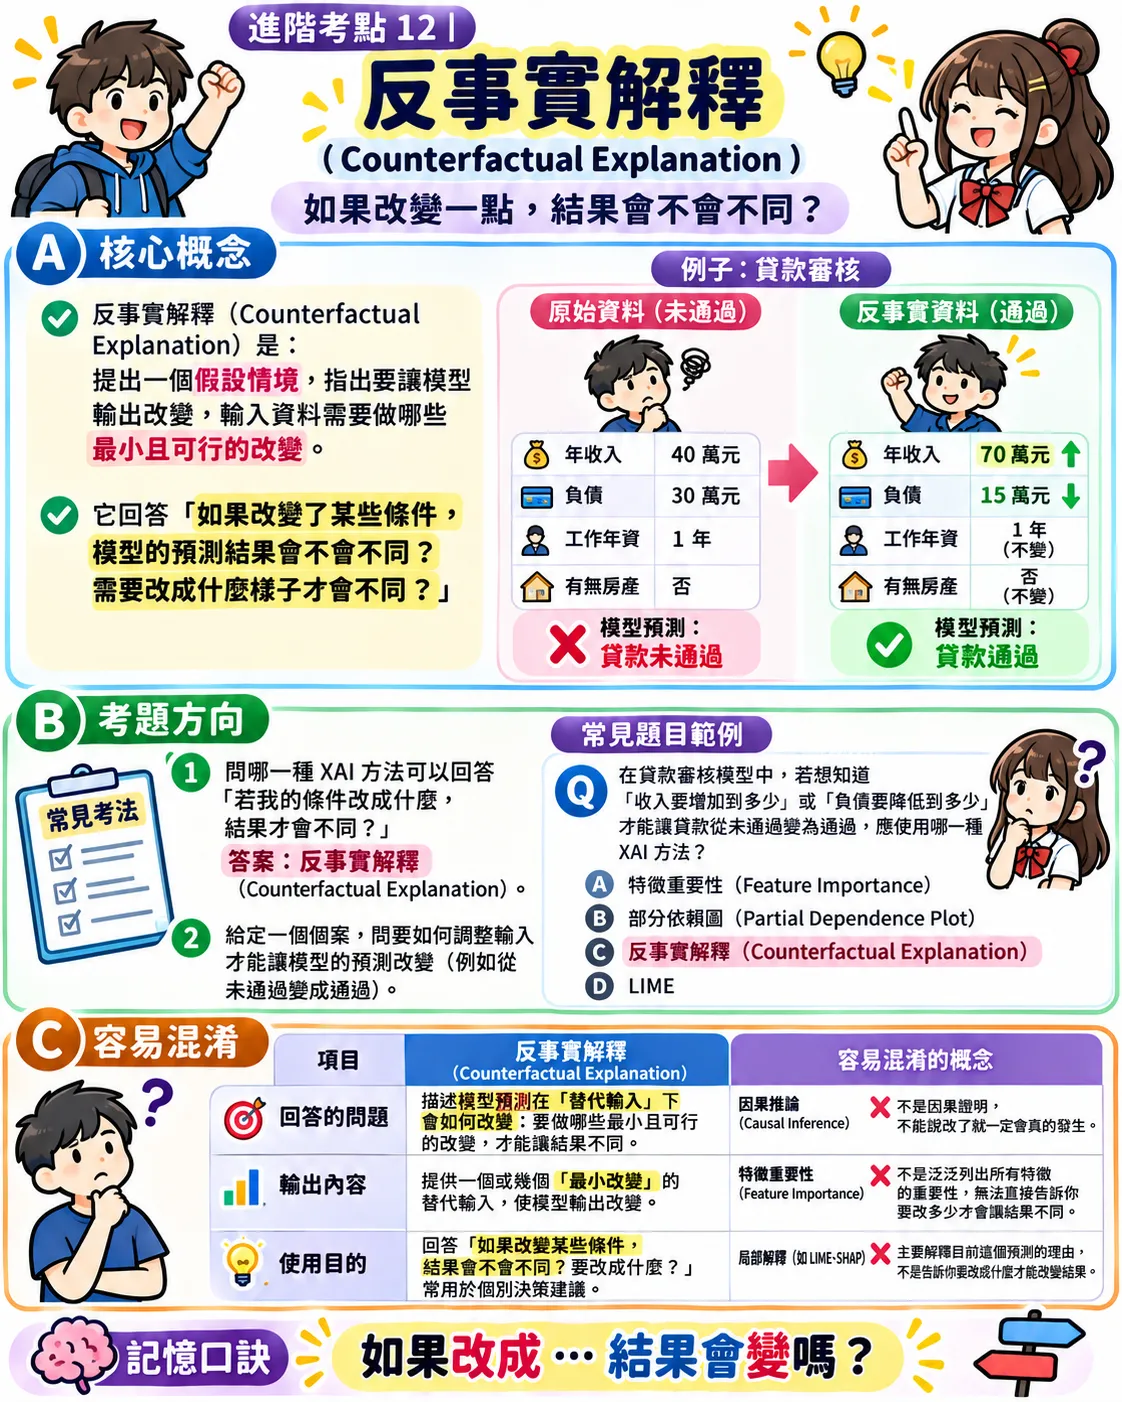 進階考點 12 |
反事實解釋
( Counterfactual Explanation )
如果改變一點，結果會不會不同？
A 核心概念
反事實解釋（Counterfactual
Explanation）是：
提出一個假設情境，指出要讓模型
輸出改變，輸入資料需要做哪些
最小且可行的改變。
它回答「如果改變了某些條件，
模型的預測結果會不會不同？
需要改成什麼樣子才會不同？」
例子：貸款審核
原始資料（未通過）
年收入 40 萬元
負債 30 萬元
工作年資 1 年
有無房產 否
模型預測：
貸款未通過
反事實資料（通過）
年收入 70 萬元
負債 15 萬元
工作年資 1 年
（不變）
有無房產 否
（不變）
模型預測：
貸款通過
B 考題方向
常見考法
1 問哪一種 XAI 方法可以回答
「若我的條件改成什麼，
結果才會不同？」
答案：反事實解釋
（Counterfactual Explanation）。
2 給定一個個案，問要如何調整輸入
才能讓模型的預測改變（例如從
未通過變成通過）。
常見題目範例
Q 在貸款審核模型中，若想知道
「收入要增加到多少」或「負債要降低到多少」
才能讓貸款從未通過變為通過，應使用哪一種
XAI 方法？
A 特徵重要性（Feature Importance）
B 部分依賴圖（Partial Dependence Plot）
C 反事實解釋（Counterfactual Explanation）
D LIME
?
C 容易混淆
?
項目
反事實解釋
（Counterfactual Explanation）
容易混淆的概念
回答的問題
描述模型預測在「替代輸入」下
會如何改變：要做哪些最小且可行
的改變，才能讓結果不同。
因果推論
(Causal Inference)
不是因果證明，
不能說改了就一定會真的發生。
輸出內容
提供一個或幾個「最小改變」的
替代輸入，使模型輸出改變。
特徵重要性
(Feature Importance)
不是泛泛列出所有特徵
的重要性，無法直接告訴你
要改多少才會讓結果不同。
使用目的
回答「如果改變某些條件，
結果會不會不同？要改成什麼？」
常用於個別決策建議。
局部解釋（如 LIME、SHAP）
主要解釋目前這個預測的理由，
不是告訴你要改成什麼才能改變結果。
記憶口訣
如果改成 … 結果會變嗎？